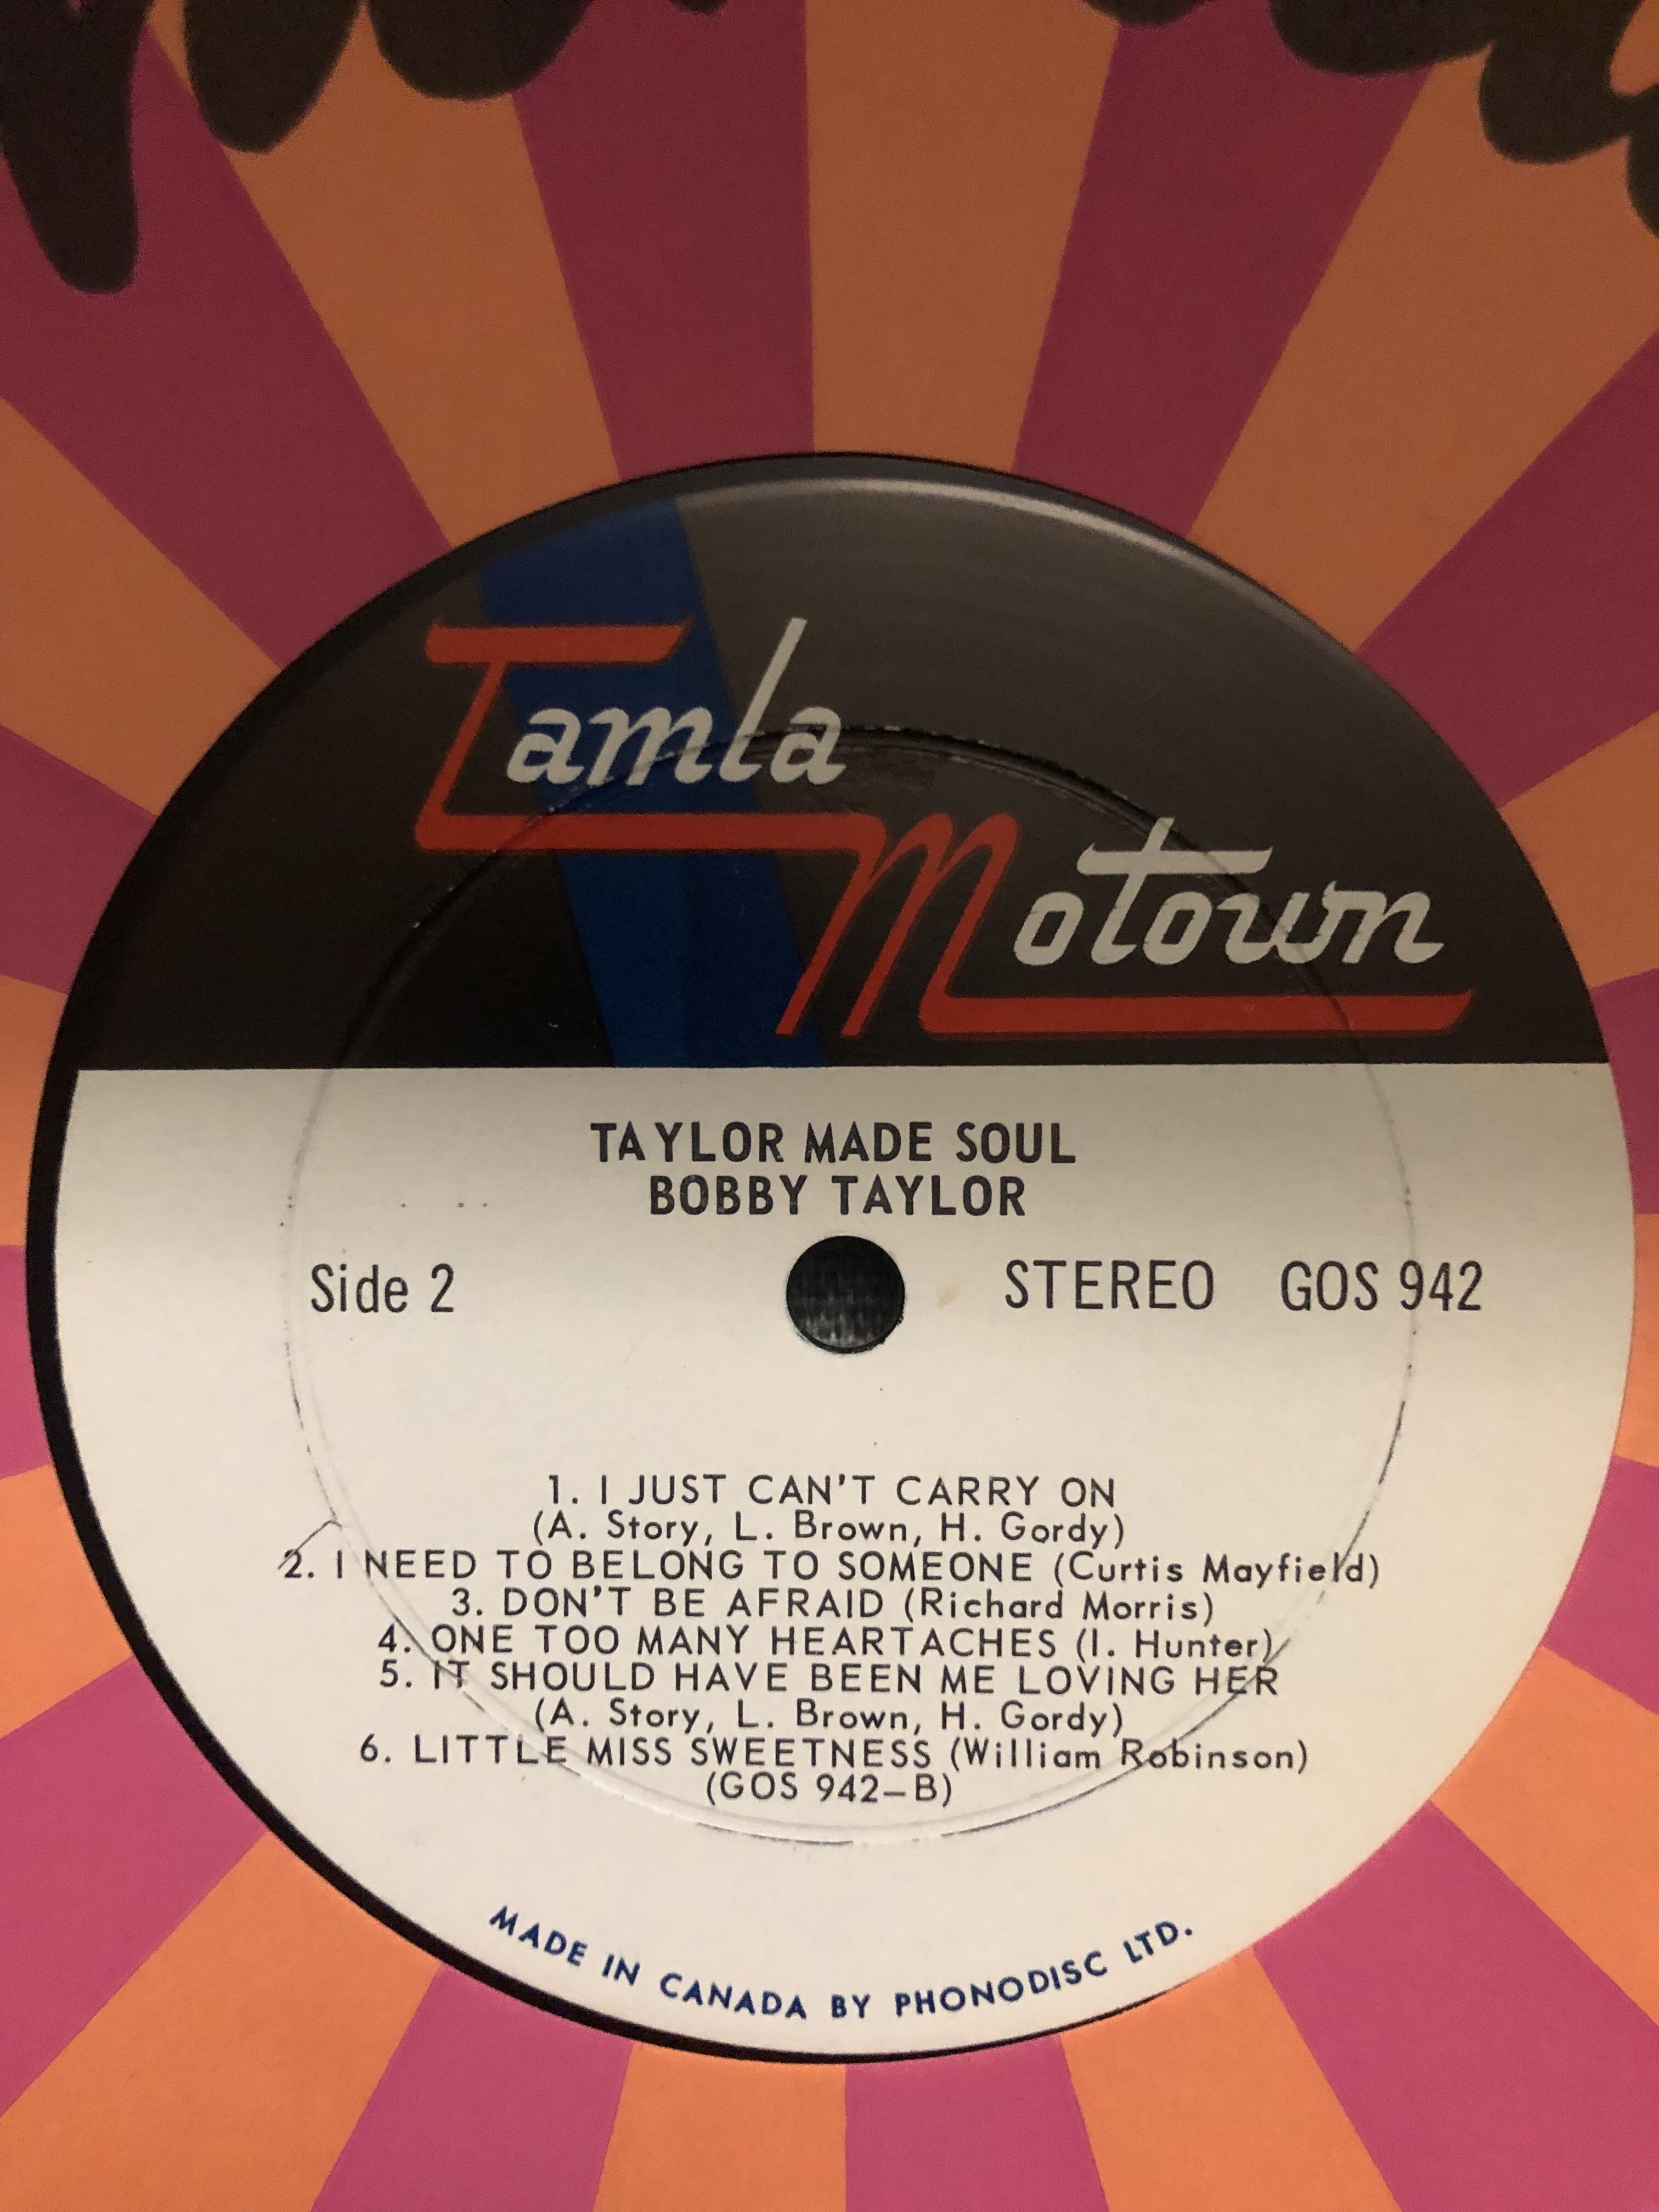 Tamla
Motown
TAYLOR MADE SOUL
BOBBY TAYLOR
Side 2 STEREO GOS 942
1. I JUST CAN'T CARRY ON
(A. Story, L. Brown, H. Gordy)
2. I NEED TO BELONG TO SOMEONE (Curtis Mayfield)
3. DON'T BE AFRAID (Richard Morris)
4. ONE TOO MANY HEARTACHES (I. Hunter)
5. IT SHOULD HAVE BEEN ME LOVING HER
(A. Story, L. Brown, H. Gordy)
6. LITTLE MISS SWEETNESS (William Robinson)
(GOS 942-B)
MADE IN CANADA BY PHONODISC LTD.